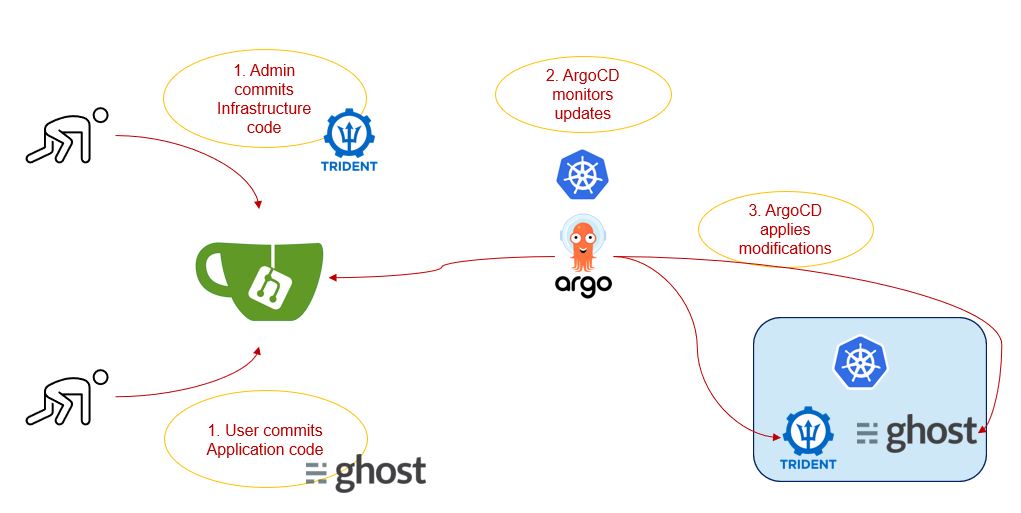 1. Admin
commits
Infrastructure
code
TRIDENT
2. ArgoCD
monitors
updates
argo
3. ArgoCD
applies
modifications
1. User commits
Application code
ghost
TRIDENT
ghost